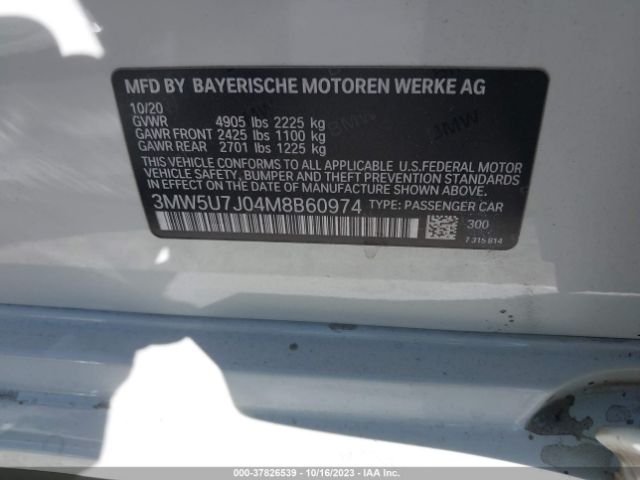 MFD BY BAYERISCHE MOTOREN WERKE AG
10/20
GVWR 4905 lbs 2225 kg
GAWR FRONT 2425 lbs 1100 kg
GAWR REAR 2701 lbs 1225 kg
THIS VEHICLE CONFORMS TO ALL APPLICABLE U.S.FEDERAL MOTOR
VEHICLE SAFETY, BUMPER, AND THEFT PREVENTION STANDARDS
IN EFFECT ON THE DATE OF MANUFACTURE SHOWN ABOVE.
3MW5U7J04M8B60974 TYPE: PASSENGER CAR
300
7 315 814
BMW
BMW
000-37826539 | 10/16/2023 | IAA Inc.